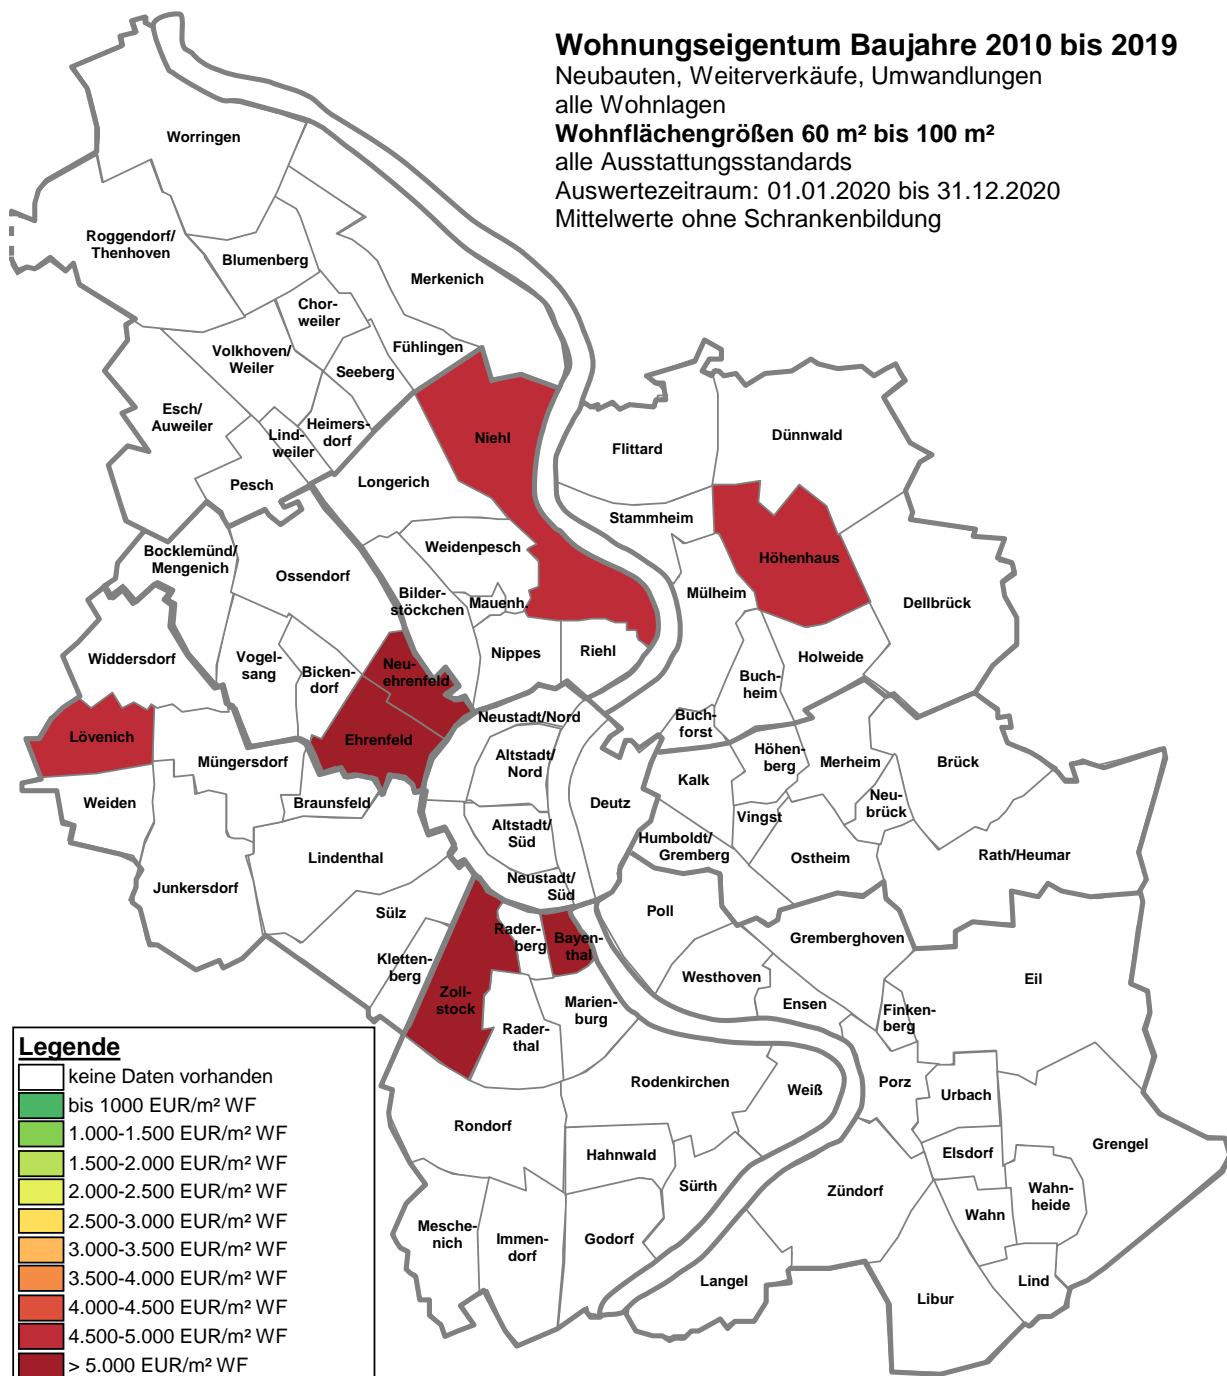 Wohnungseigentum Baujahre 2010 bis 2019
Neubauten, Weiterverkäufe, Umwandlungen
alle Wohnlagen
Wohnflächengrößen 60 m² bis 100 m²
alle Ausstattungsstandards
Auswertezeitraum: 01.01.2020 bis 31.12.2020
Mittelwerte ohne Schrankenbildung
Worringen
Roggendorf/
Thenhoven
Blumenberg
Merkenich
Chor-
weiler
Fühlingen
Volkhoven/
Weiler
Seeberg
Esch/
Auweiler
Heimers-
dorf
Lind-
weiler
Pesch
Niehl
Longerich
Flittard
Dünnwald
Stammheim
Höhenhaus
Weidenpesch
Bocklemünd/
Mengenich
Ossendorf
Bilder-
stöckchen
Mauenh.
Mülheim
Dellbrück
Nippes
Riehl
Holweide
Widdersdorf
Vogel-
sang
Bicken-
dorf
Neu-
ehrenfeld
Buch-
heim
Neustadt/Nord
Buch-
forst
Lövenich
Ehrenfeld
Altstadt/
Nord
Höhen-
berg
Merheim
Brück
Müngersdorf
Kalk
Neu-
brück
Weiden
Braunsfeld
Deutz
Vingst
Altstadt/
Süd
Humboldt/
Gremberg
Ostheim
Rath/Heumar
Lindenthal
Junkersdorf
Neustadt/
Süd
Sülz
Poll
Rader-
berg
Bayen-
thal
Gremberghoven
Kletten-
berg
Westhoven
Eil
Zoll-
stock
Marien-
burg
Ensen
Finken-
berg
Rader-
thal
Rodenkirchen
Weiß
Porz
Urbach
Rondorf
Hahnwald
Elsdorf
Grengel
Sürth
Zündorf
Wahn-
heide
Wahn
Mesche-
nich
Immen-
dorf
Godorf
Langel
Lind
Libur
Legende
keine Daten vorhanden
bis 1000 EUR/m² WF
1.000-1.500 EUR/m² WF
1.500-2.000 EUR/m² WF
2.000-2.500 EUR/m² WF
2.500-3.000 EUR/m² WF
3.000-3.500 EUR/m² WF
3.500-4.000 EUR/m² WF
4.000-4.500 EUR/m² WF
4.500-5.000 EUR/m² WF
> 5.000 EUR/m² WF